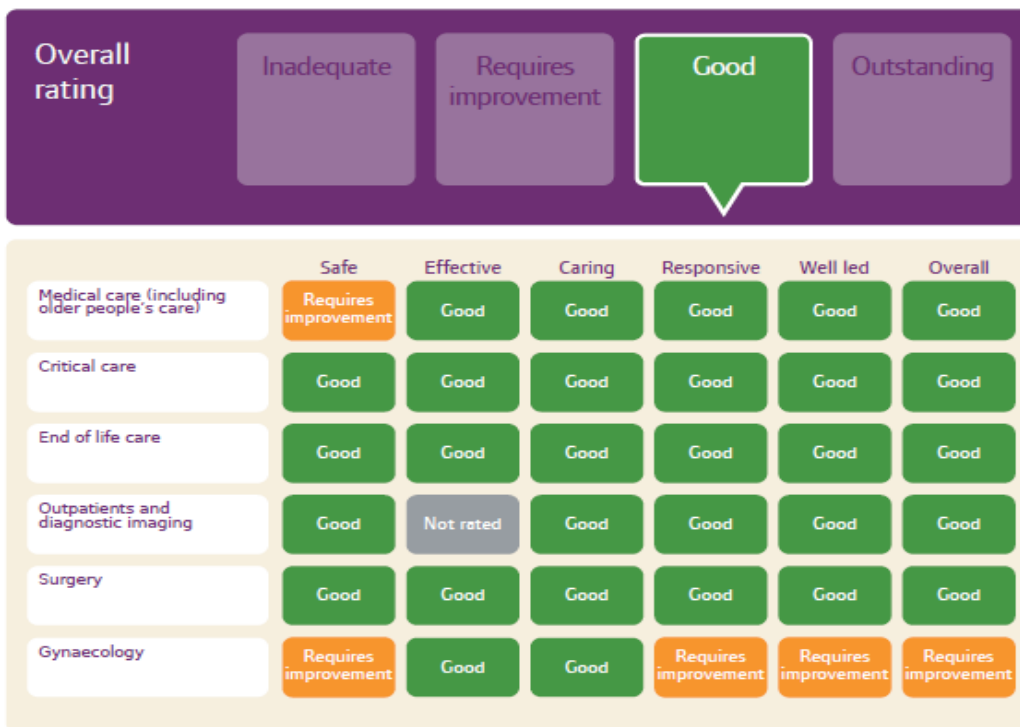 Overall
rating
Inadequate
Requires
improvement
Good
Outstanding
Safe Effective Caring Responsive Well led Overall
Medical care (including
older people's care)
Requires
improvement
Good Good Good Good Good
Critical care
Good Good Good Good Good Good
End of life care
Good Good Good Good Good Good
Outpatients and
diagnostic imaging
Good Not rated Good Good Good Good
Surgery
Good Good Good Good Good Good
Gynaecology
Requires
improvement
Good Good
Requires
improvement
Requires
improvement
Requires
improvement